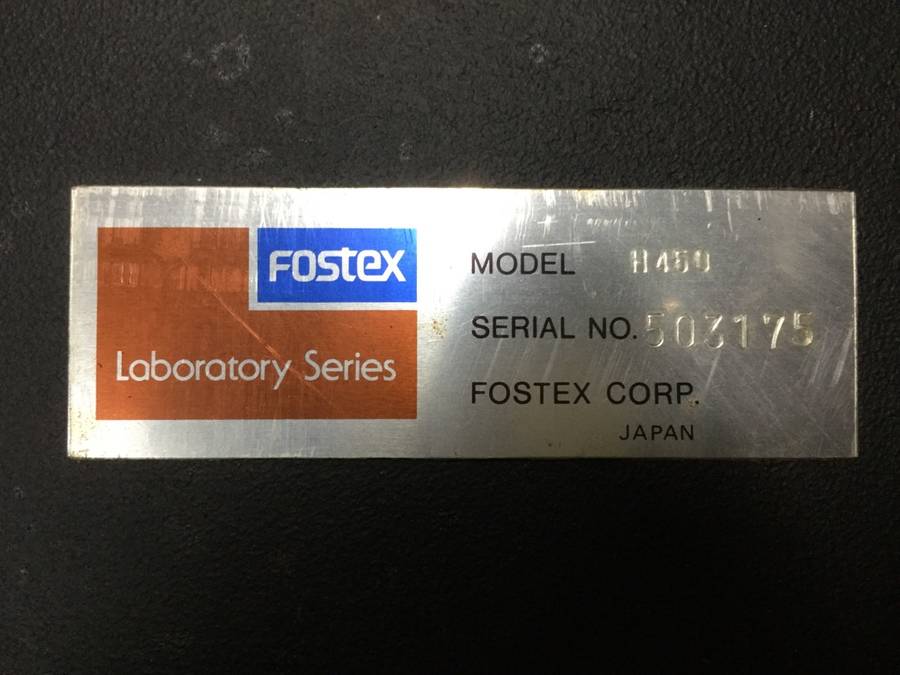 FOSTEX
Laboratory Series
MODEL H450
SERIAL NO. 503175
FOSTEX CORP.
JAPAN